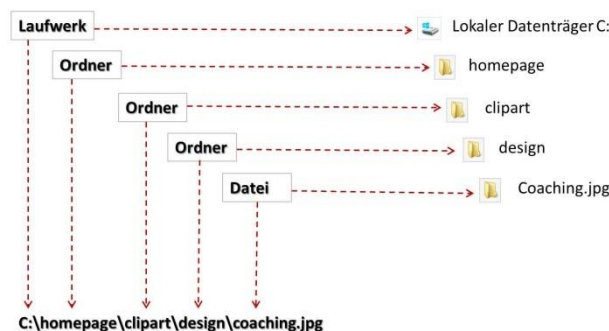 Laufwerk Lokaler Datenträger C:
Ordner homepage
Ordner clipart
Ordner design
Datei Coaching.jpg
C:\homepage\clipart\design\coaching.jpg